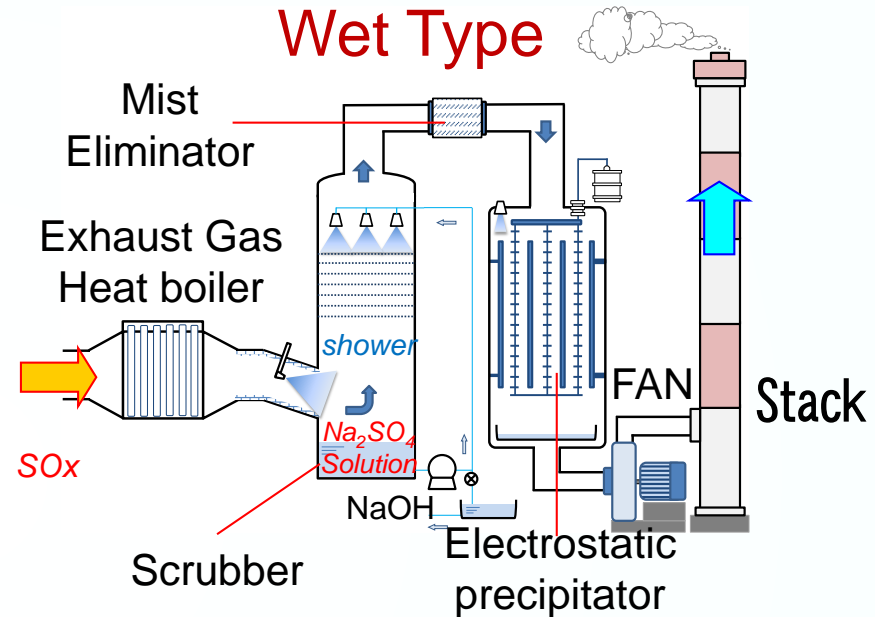 Wet Type
Mist
Eliminator
Exhaust Gas
Heat boiler
shower
FAN
Stack
Na₂SO₄
Solution
SOx
NaOH
Scrubber
Electrostatic
precipitator